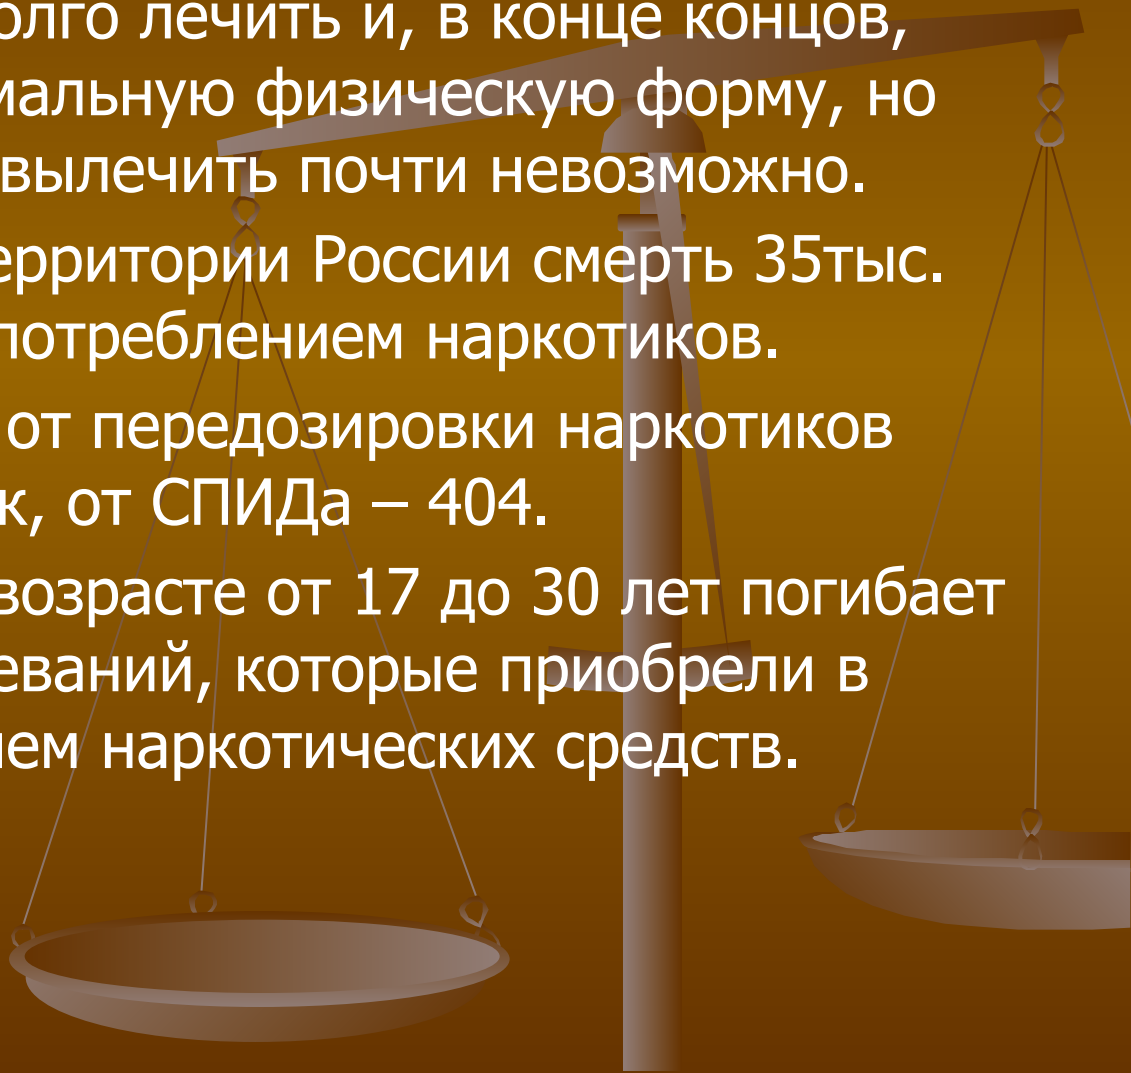 олго лечить и, в конце концов,
мальную физическую форму, но
вылечить почти невозможно.
ерритории России смерть 35тыс.
потреблением наркотиков.
от передозировки наркотиков
к, от СПИДа – 404.
возрасте от 17 до 30 лет погибает
еваний, которые приобрели в
ием наркотических средств.